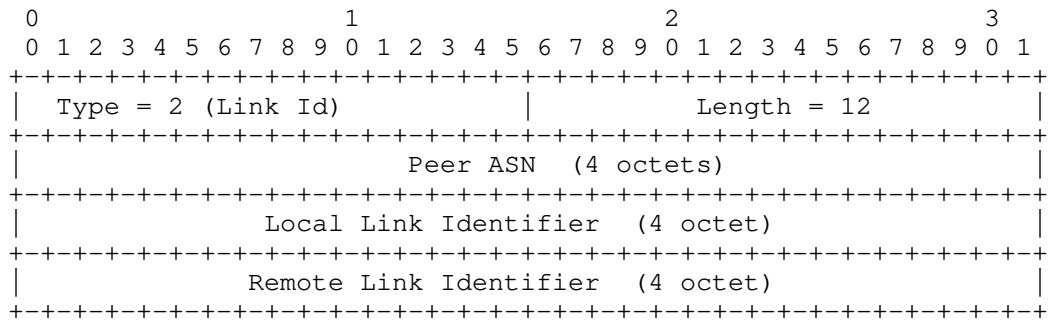 0                   1                   2                   3
 0 1 2 3 4 5 6 7 8 9 0 1 2 3 4 5 6 7 8 9 0 1 2 3 4 5 6 7 8 9 0 1
+-+-+-+-+-+-+-+-+-+-+-+-+-+-+-+-+-+-+-+-+-+-+-+-+-+-+-+-+-+-+-+-+
|  Type = 2 (Link Id)           |          Length = 12          |
+-+-+-+-+-+-+-+-+-+-+-+-+-+-+-+-+-+-+-+-+-+-+-+-+-+-+-+-+-+-+-+-+
|                        Peer ASN  (4 octets)                   |
+-+-+-+-+-+-+-+-+-+-+-+-+-+-+-+-+-+-+-+-+-+-+-+-+-+-+-+-+-+-+-+-+
|               Local Link Identifier  (4 octet)                |
+-+-+-+-+-+-+-+-+-+-+-+-+-+-+-+-+-+-+-+-+-+-+-+-+-+-+-+-+-+-+-+-+
|              Remote Link Identifier  (4 octet)                |
+-+-+-+-+-+-+-+-+-+-+-+-+-+-+-+-+-+-+-+-+-+-+-+-+-+-+-+-+-+-+-+-+